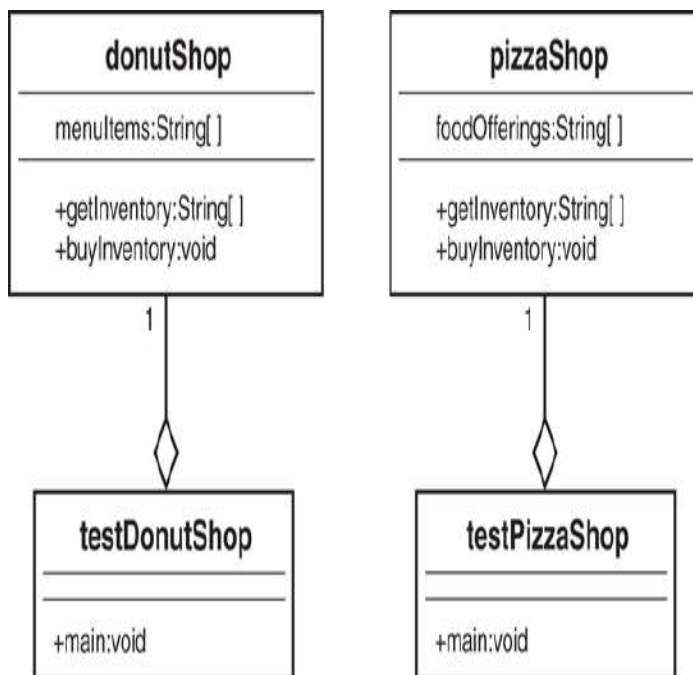 donutShop
menuItems:String[ ]
+getInventory:String[ ]
+buyInventory:void
1
testDonutShop
+main:void
pizzaShop
foodOfferings:String[ ]
+getInventory:String[ ]
+buyInventory:void
1
testPizzaShop
+main:void